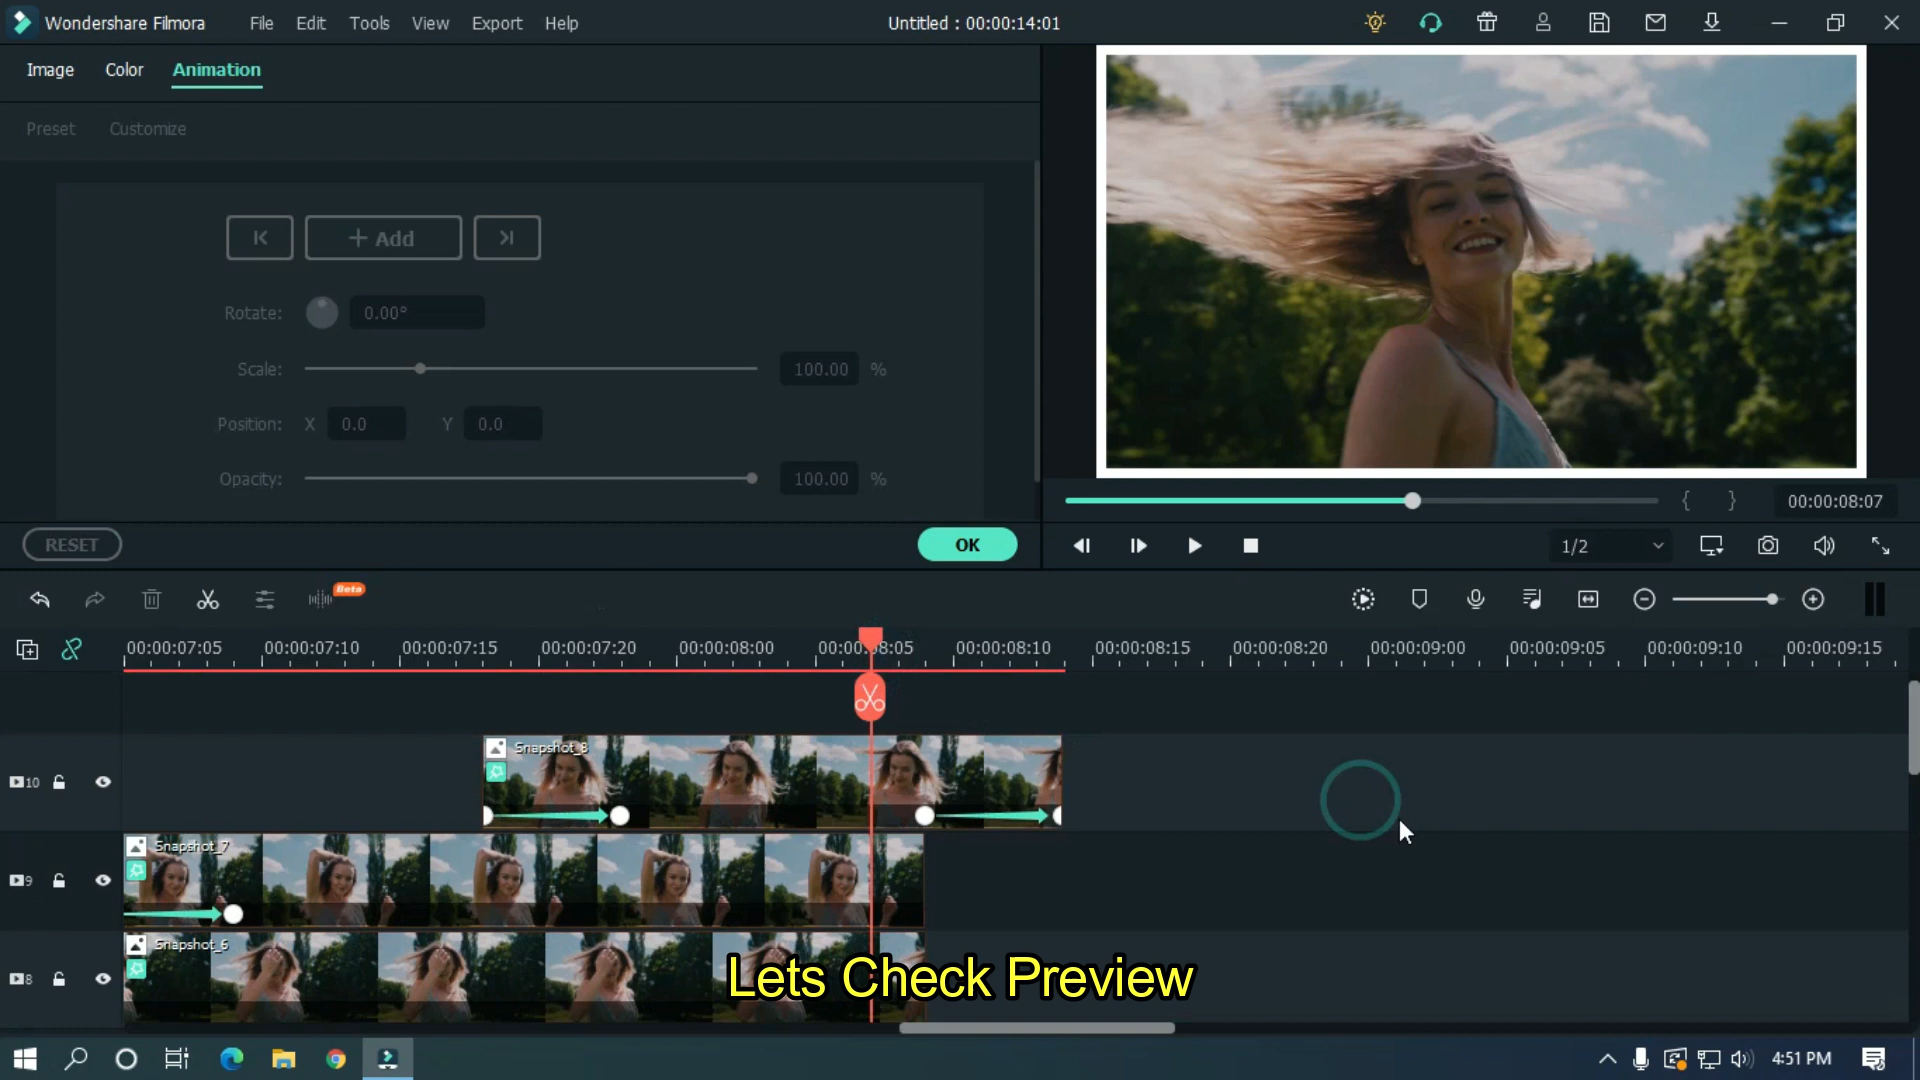 Wondershare Filmora
File Edit Tools View Export Help
Untitled : 00:00:14:01
Image Color Animation
Preset Customize
+ Add
Rotate: 0.00°
Scale: 100.00 %
Position: X 0.0 Y 0.0
Opacity: 100.00 %
{ } 00:00:08:07
RESET OK
1/2
Beta
00:00:07:05 00:00:07:10 00:00:07:15 00:00:07:20 00:00:08:00 00:00:08:05 00:00:08:10 00:00:08:15 00:00:08:20 00:00:09:00 00:00:09:05 00:00:09:10 00:00:09:15
Snapshot_8
10
Snapshot_7
9
Snapshot_6
8
Lets Check Preview
4:51 PM